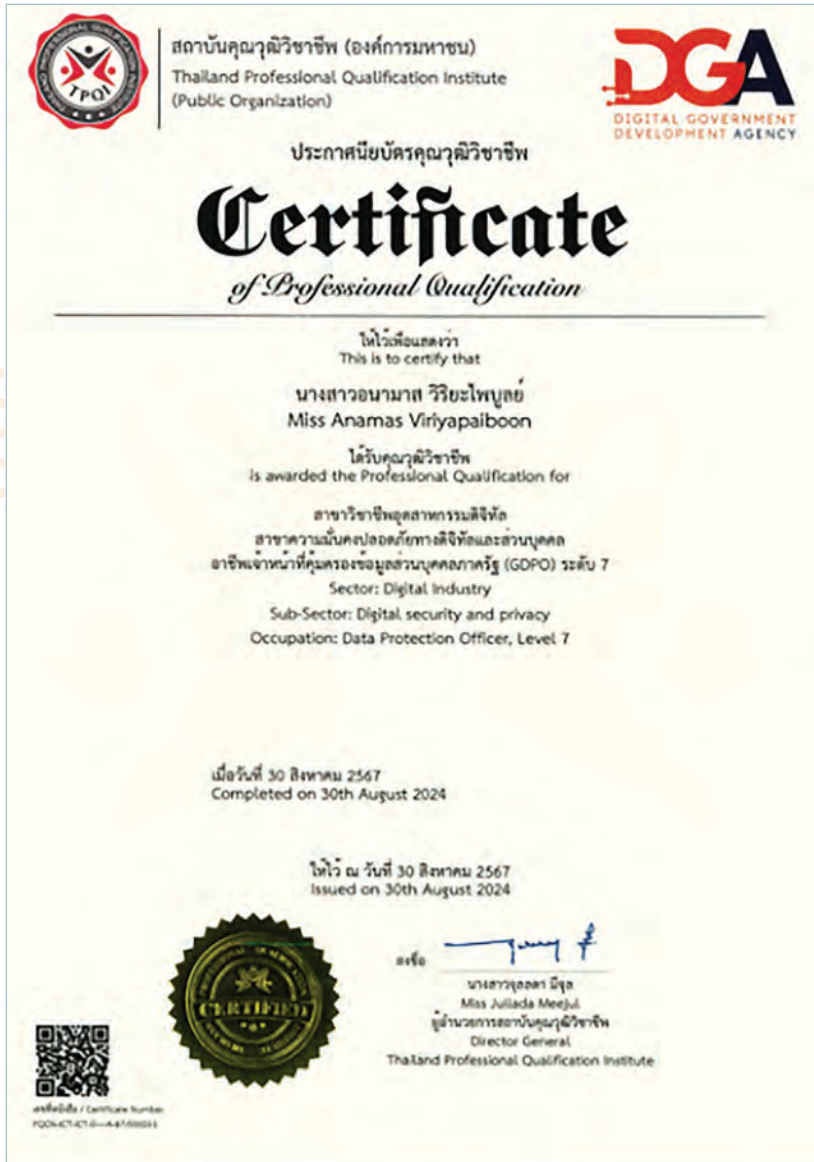 สถาบันคุณวุฒิวิชาชีพ (องค์การมหาชน)
Thailand Professional Qualification Institute
(Public Organization)
TPQI
DGA
DIGITAL GOVERNMENT
DEVELOPMENT AGENCY
ประกาศนียบัตรคุณวุฒิวิชาชีพ
Certificate
of Professional Qualification
ให้ไว้เพื่อแสดงว่า
This is to certify that
นางสาวอนามาส วิริยะไพบูลย์
Miss Anamas Viriyapaiboon
ได้รับคุณวุฒิวิชาชีพ
is awarded the Professional Qualification for
สาขาวิชาชีพอุตสาหกรรมดิจิทัล
สาขาความมั่นคงปลอดภัยทางดิจิทัลและส่วนบุคคล
อาชีพเจ้าหน้าที่คุ้มครองข้อมูลส่วนบุคคลภาครัฐ (GDPO) ระดับ 7
Sector: Digital Industry
Sub-Sector: Digital security and privacy
Occupation: Data Protection Officer, Level 7
เมื่อวันที่ 30 สิงหาคม 2567
Completed on 30th August 2024
ให้ไว้ ณ วันที่ 30 สิงหาคม 2567
Issued on 30th August 2024
ลงชื่อ
นางสาวจุลลดา มีจุล
Miss Jullada Meejul
ผู้อำนวยการสถาบันคุณวุฒิวิชาชีพ
Director General
Thailand Professional Qualification Institute
CERTIFIED
เลขที่หนังสือ / Certificate Number